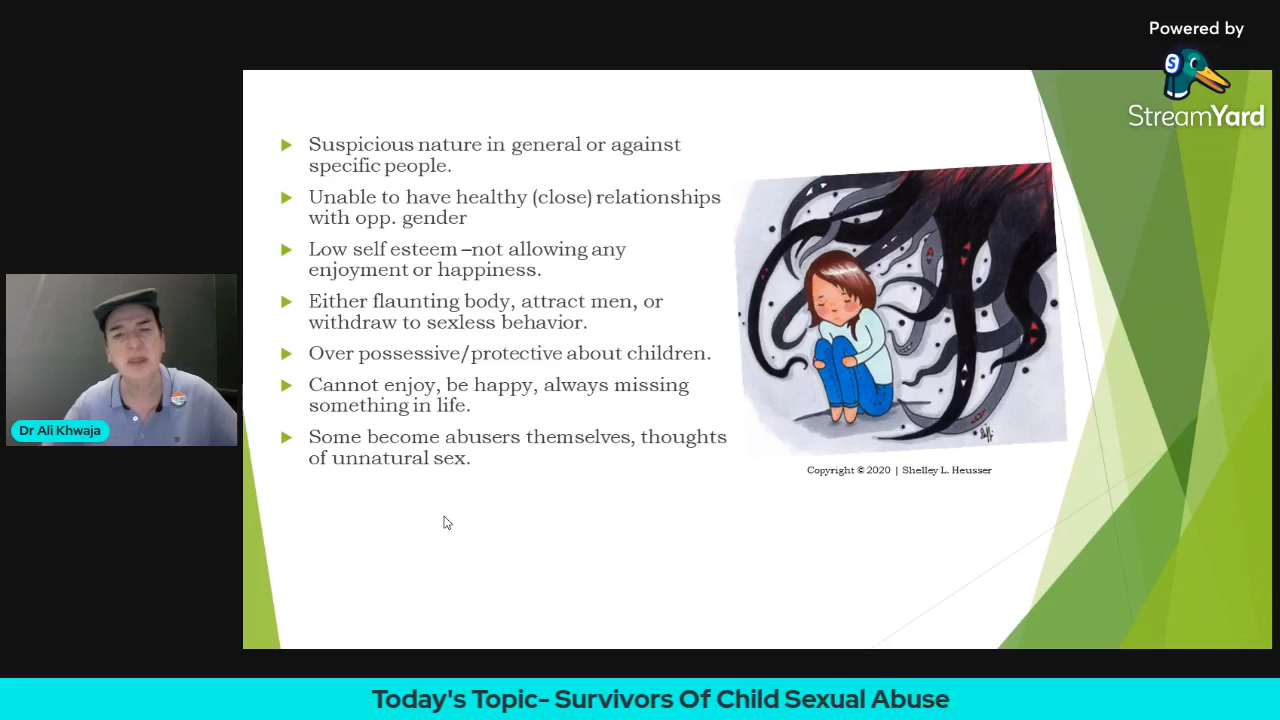 Powered by
S
StreamYard
Suspicious nature in general or against
specific people.
Unable to have healthy (close) relationships
with opp. gender
Low self esteem –not allowing any
enjoyment or happiness.
Either flaunting body, attract men, or
withdraw to sexless behavior.
Over possessive/protective about children.
Cannot enjoy, be happy, always missing
something in life.
Some become abusers themselves, thoughts
of unnatural sex.
Copyright © 2020 | Shelley L. Heusser
Dr Ali Khwaja
Today's Topic- Survivors Of Child Sexual Abuse